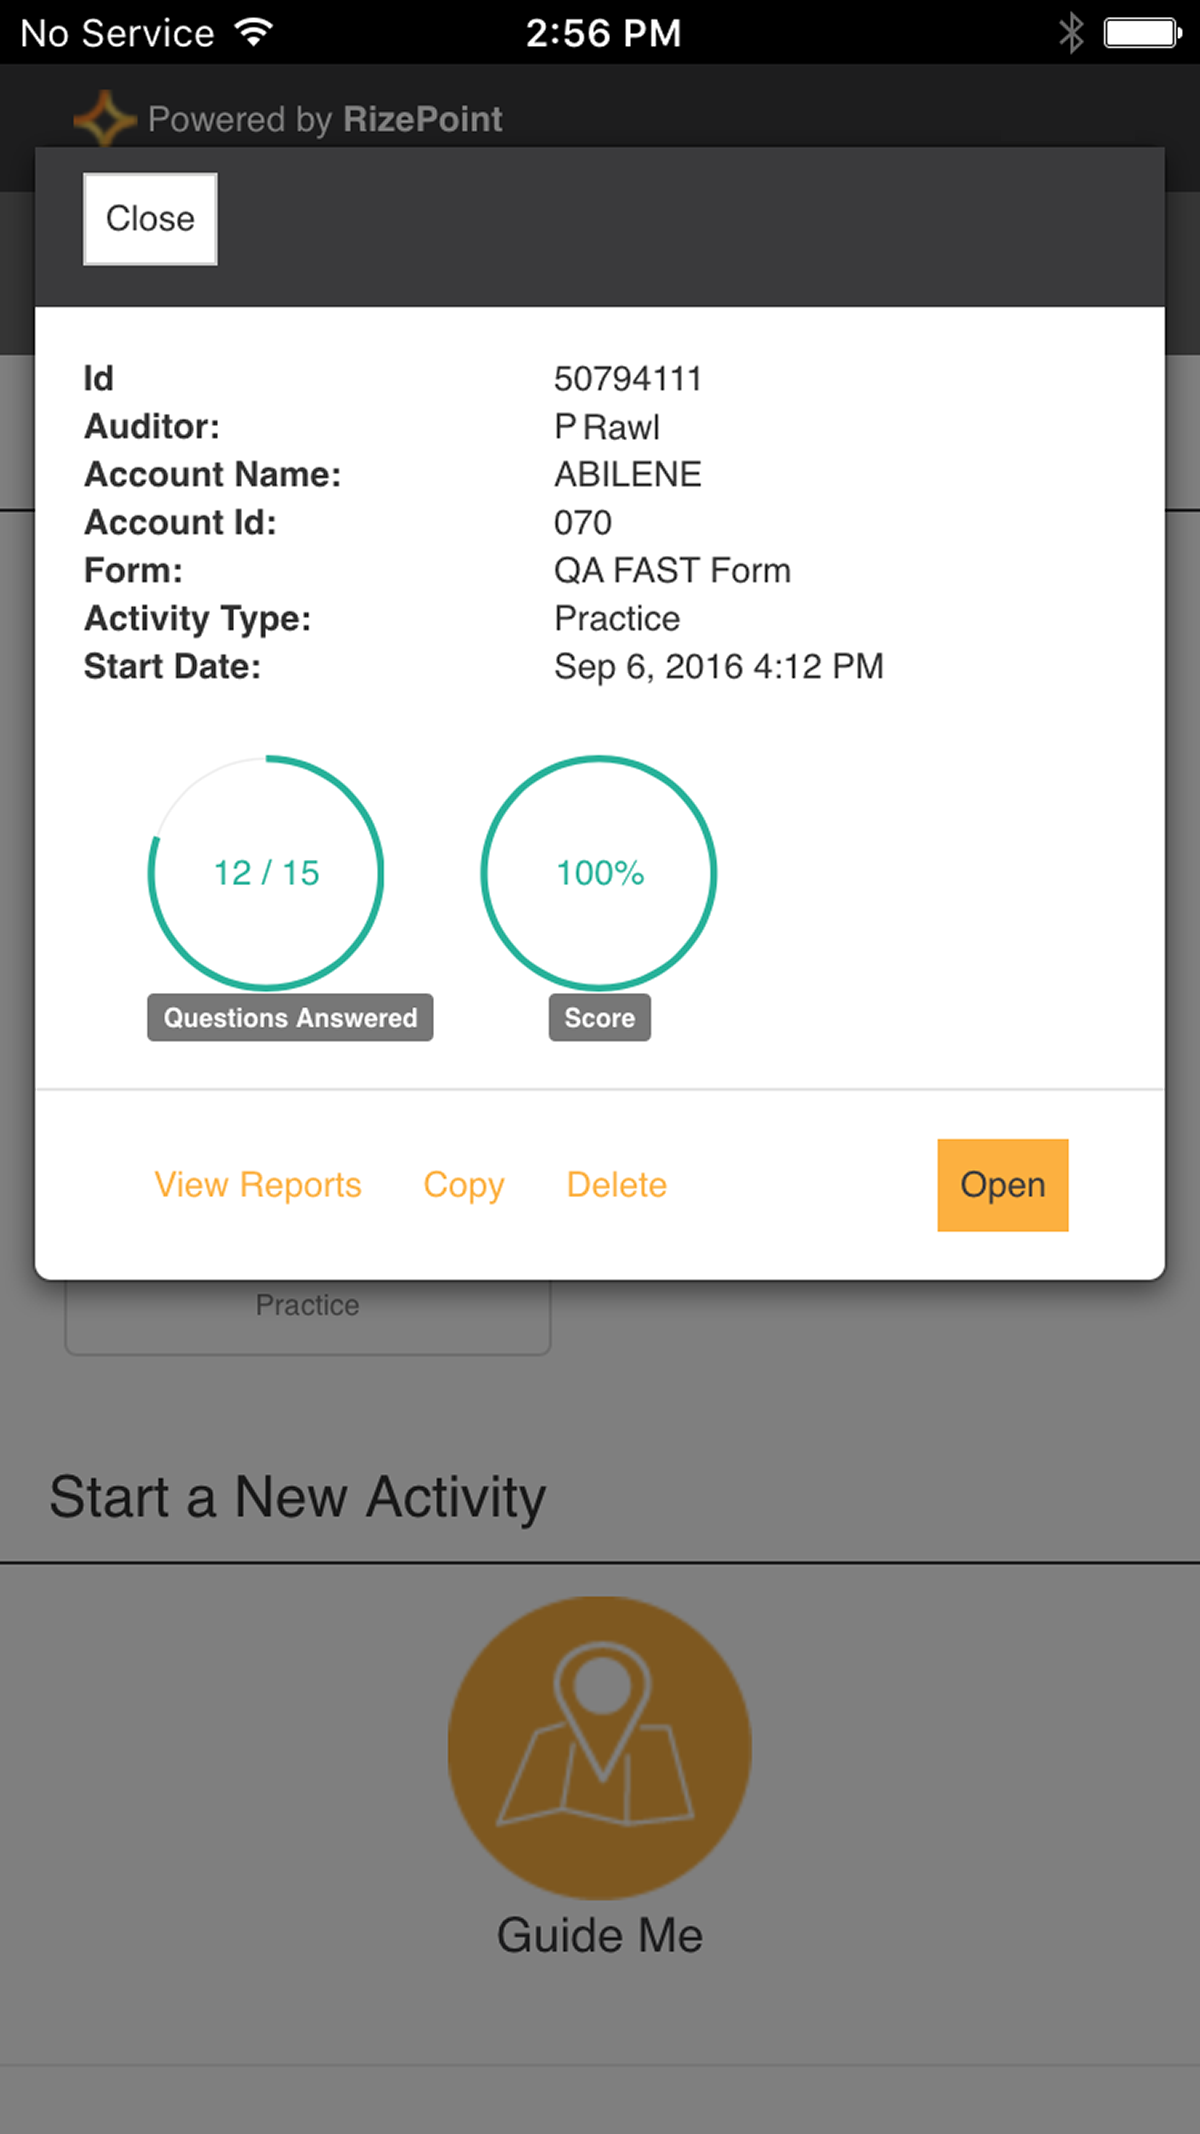 No Service 2:56 PM
Powered by RizePoint
Close
Id 50794111
Auditor: P Rawl
Account Name: ABILENE
Account Id: 070
Form: QA FAST Form
Activity Type: Practice
Start Date: Sep 6, 2016 4:12 PM
12 / 15 100%
Questions Answered Score
View Reports Copy Delete Open
Practice
Start a New Activity
Guide Me